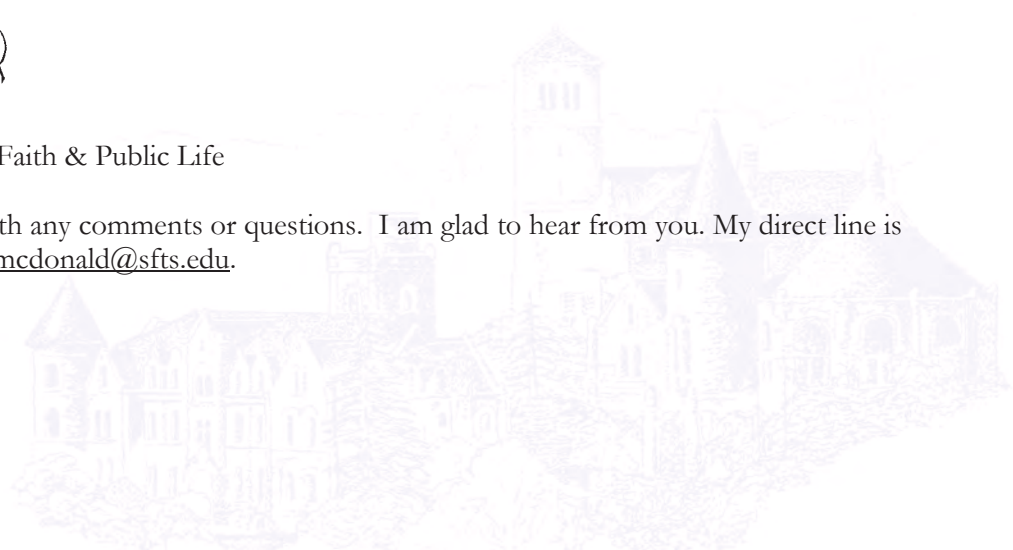 Faith & Public Life
th any comments or questions.  I am glad to hear from you. My direct line is
mcdonald@sfts.edu.